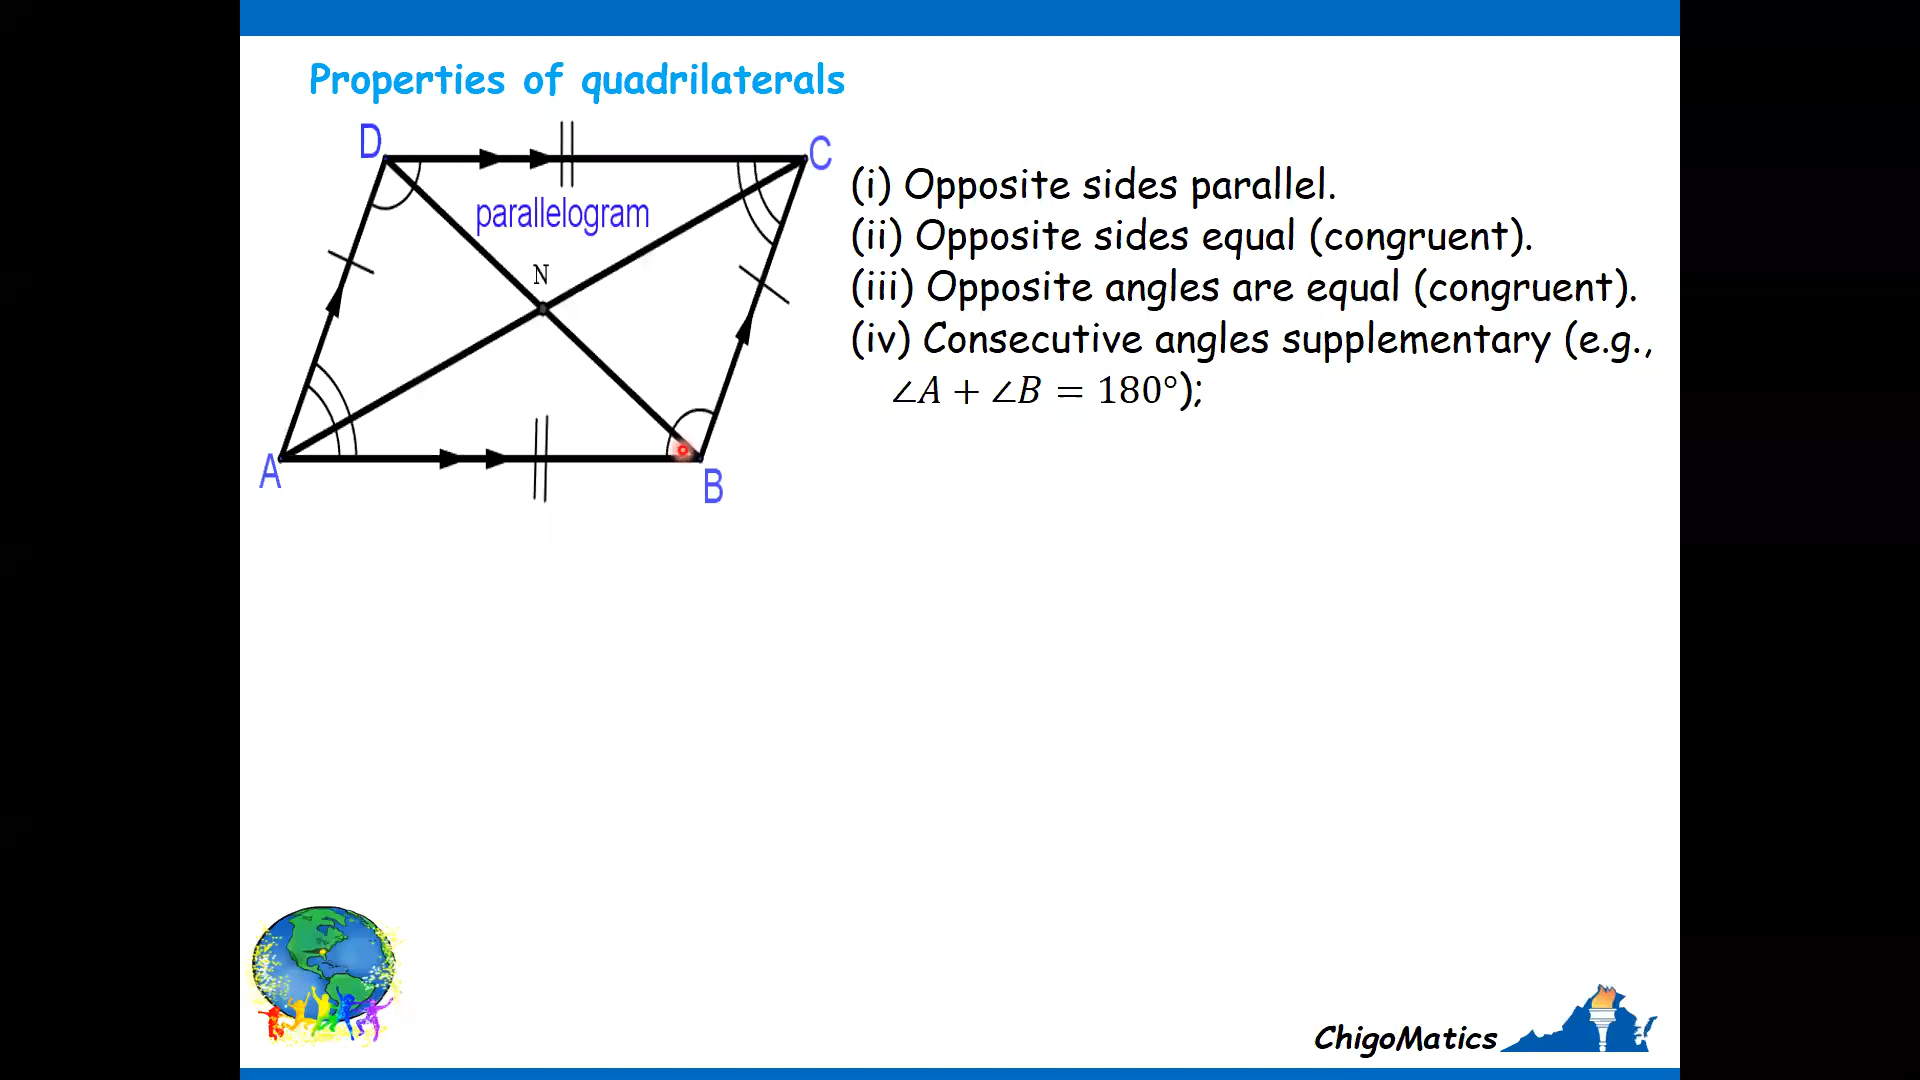 Properties of quadrilaterals
D
C
parallelogram
N
A
B
(i) Opposite sides parallel.
(ii) Opposite sides equal (congruent).
(iii) Opposite angles are equal (congruent).
(iv) Consecutive angles supplementary (e.g.,
∠A + ∠B = 180°);
ChigoMatics